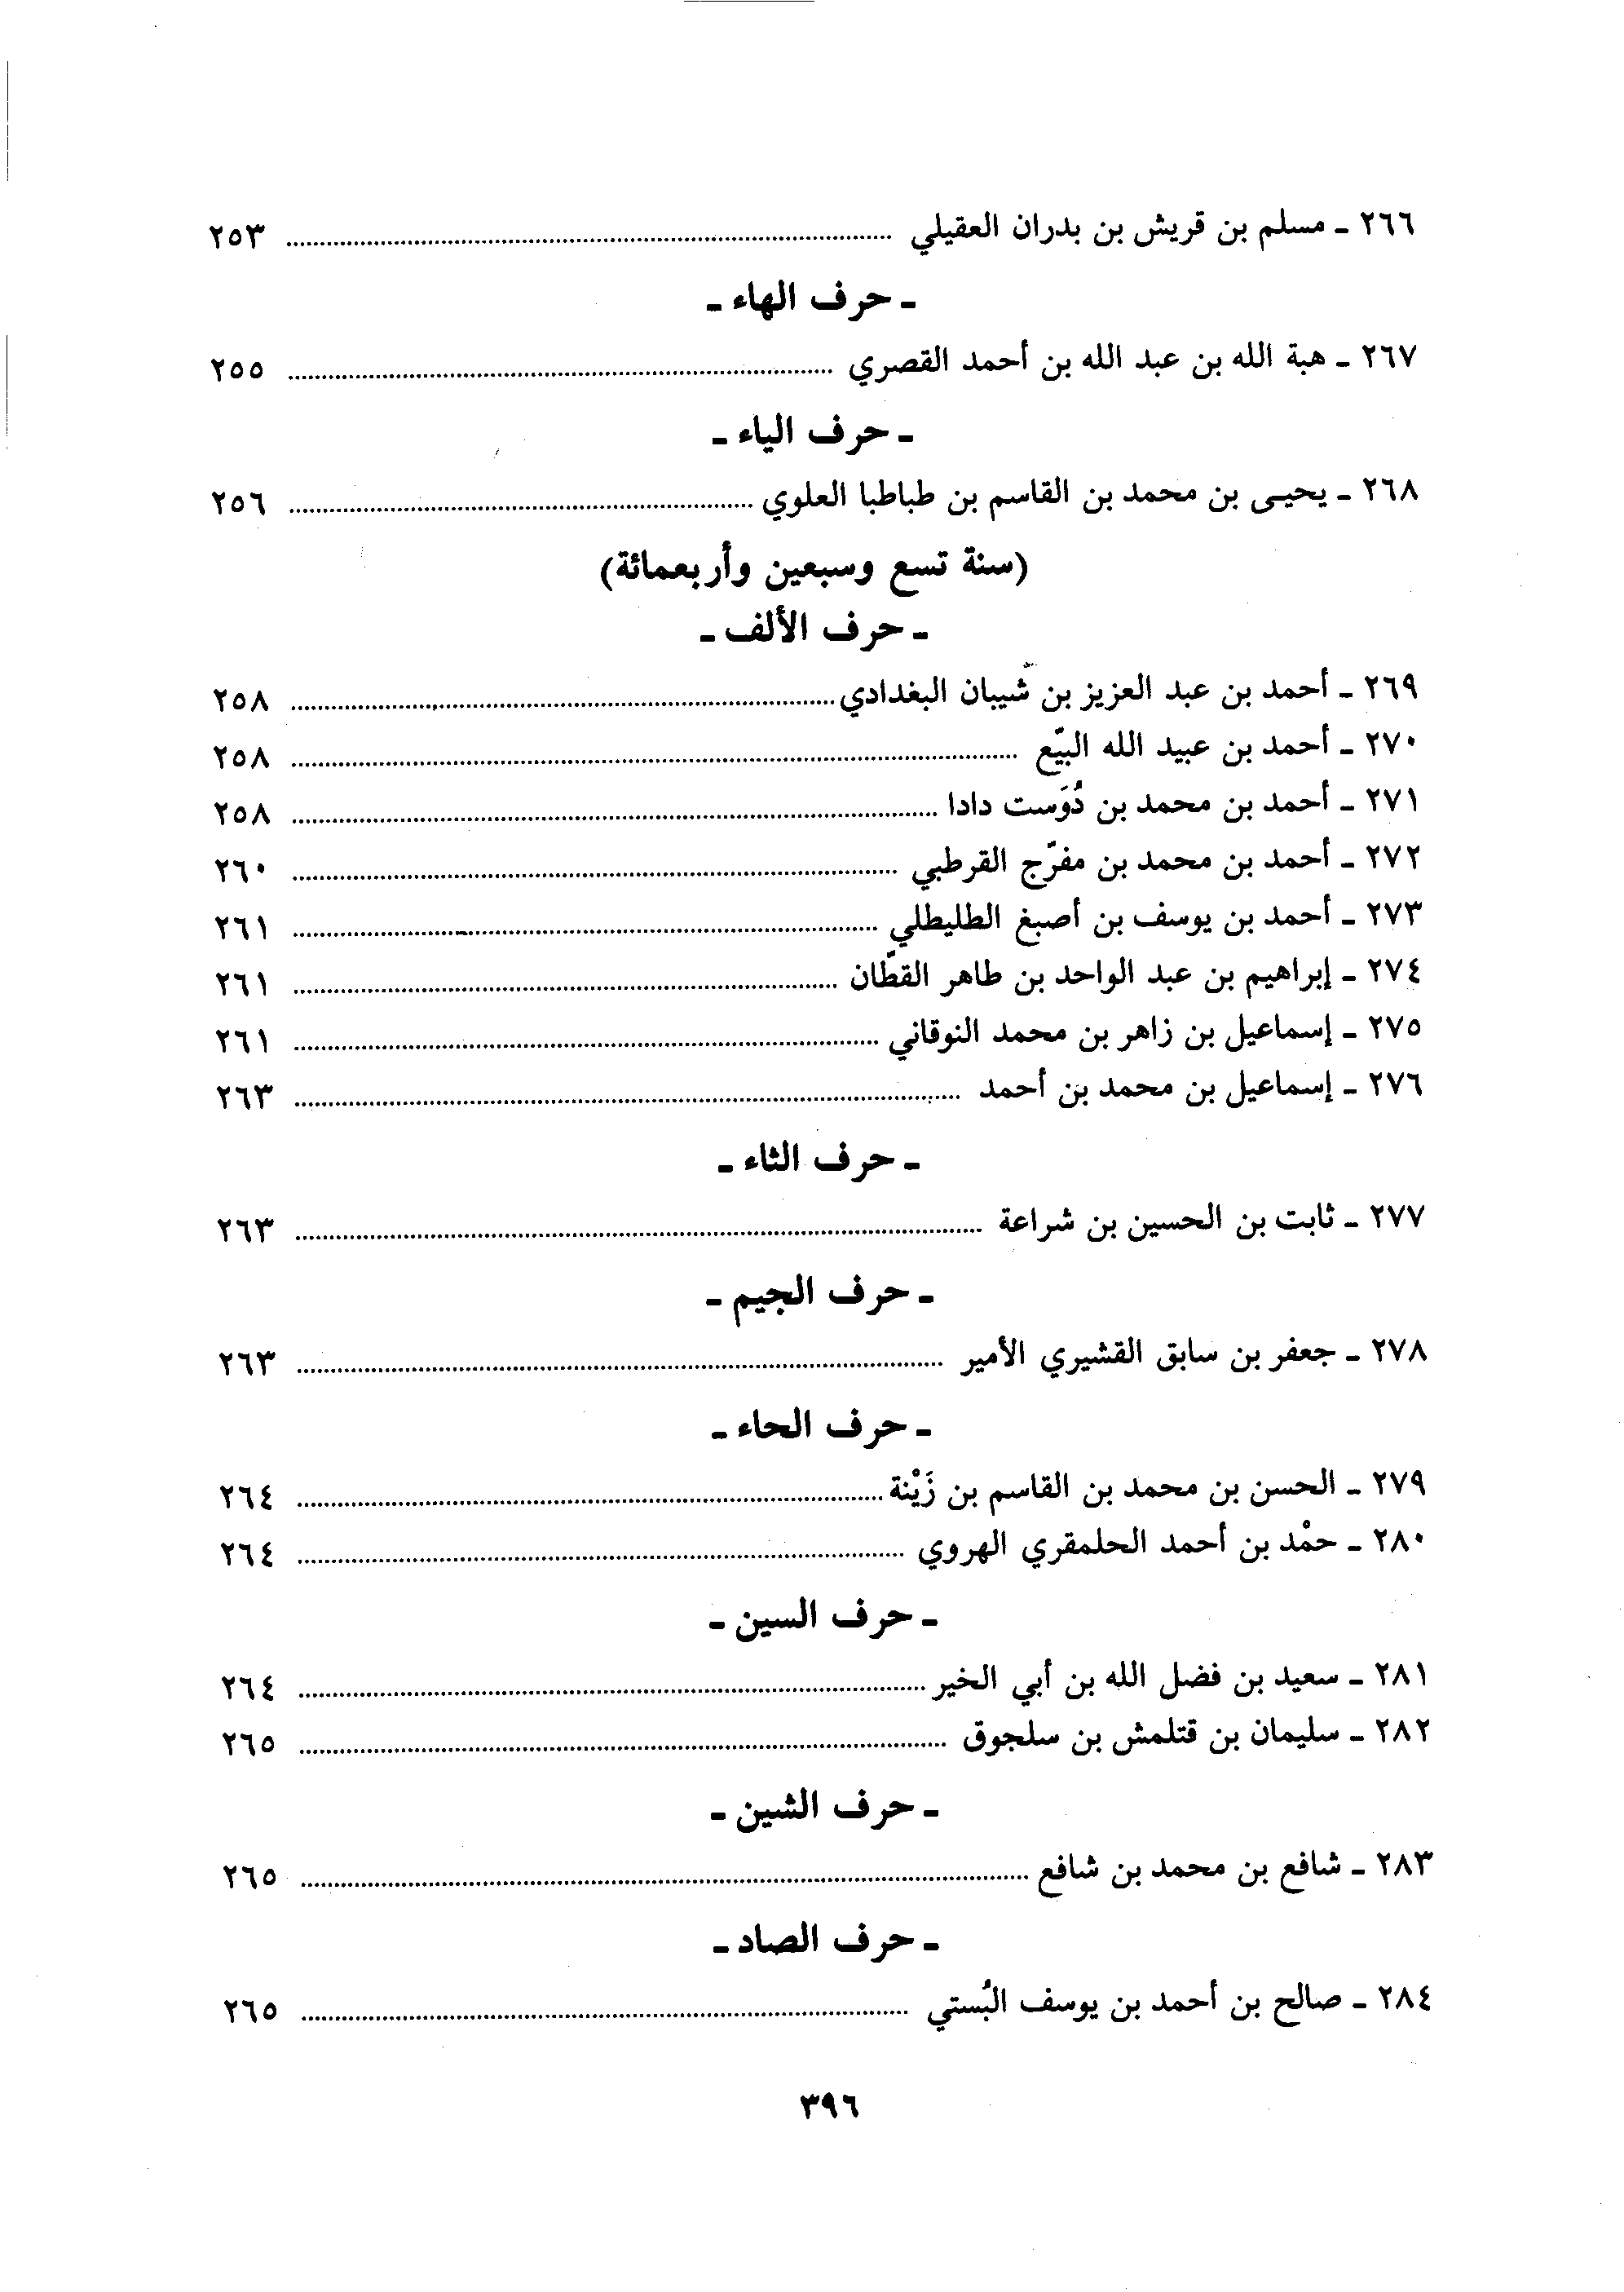 ٢٦٦ ـ مسلم بن قريش بن بدران العقيلي ........ ٢٥٣
ـ حرف الهاء ـ
٢٦٧ ـ هبة الله بن عبد الله بن أحمد القصري ........ ٢٥٥
ـ حرف الياء ـ
٢٦٨ ـ يحيى بن محمد بن القاسم بن طباطبا العلوي ........ ٢٥٦
(سنة تسع وسبعين وأربعمائة)
ـ حرف الألف ـ
٢٦٩ ـ أحمد بن عبد العزيز بن شّيبان البغدادي ........ ٢٥٨
٢٧٠ ـ أحمد بن عبيد الله البيّع ........ ٢٥٨
٢٧١ ـ أحمد بن محمد بن دُوَست دادا ........ ٢٥٨
٢٧٢ ـ أحمد بن محمد بن مفرّج القرطبي ........ ٢٦٠
٢٧٣ ـ أحمد بن يوسف بن أصبغ الطليطلي ........ ٢٦١
٢٧٤ ـ إبراهيم بن عبد الواحد بن طاهر القطّان ........ ٢٦١
٢٧٥ ـ إسماعيل بن زاهر بن محمد النوقاني ........ ٢٦١
٢٧٦ ـ إسماعيل بن محمد بن أحمد ........ ٢٦٣
ـ حرف الثاء ـ
٢٧٧ ـ ثابت بن الحسين بن شراعة ........ ٢٦٣
ـ حرف الجيم ـ
٢٧٨ ـ جعفر بن سابق القشيري الأمير ........ ٢٦٣
ـ حرف الحاء ـ
٢٧٩ ـ الحسن بن محمد بن القاسم بن زَيْنة ........ ٢٦٤
٢٨٠ ـ حمْد بن أحمد الحلمقري الهروي ........ ٢٦٤
ـ حرف السين ـ
٢٨١ ـ سعيد بن فضل الله بن أبي الخير ........ ٢٦٤
٢٨٢ ـ سليمان بن قتلمش بن سلجوق ........ ٢٦٥
ـ حرف الشين ـ
٢٨٣ ـ شافع بن محمد بن شافع ........ ٢٦٥
ـ حرف الصاد ـ
٢٨٤ ـ صالح بن أحمد بن يوسف البُستي ........ ٢٦٥
٣٩٦